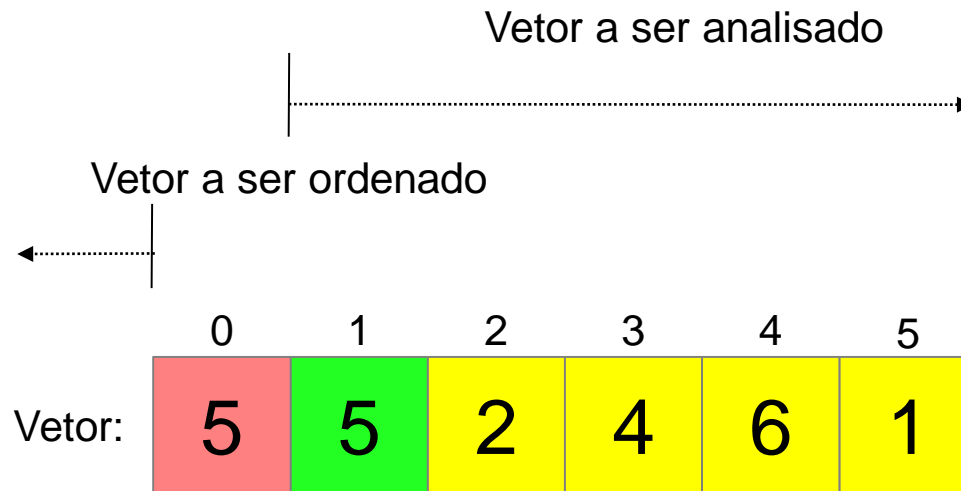 Vetor a ser analisado
Vetor a ser ordenado
0 1 2 3 4 5
Vetor: 5 5 2 4 6 1